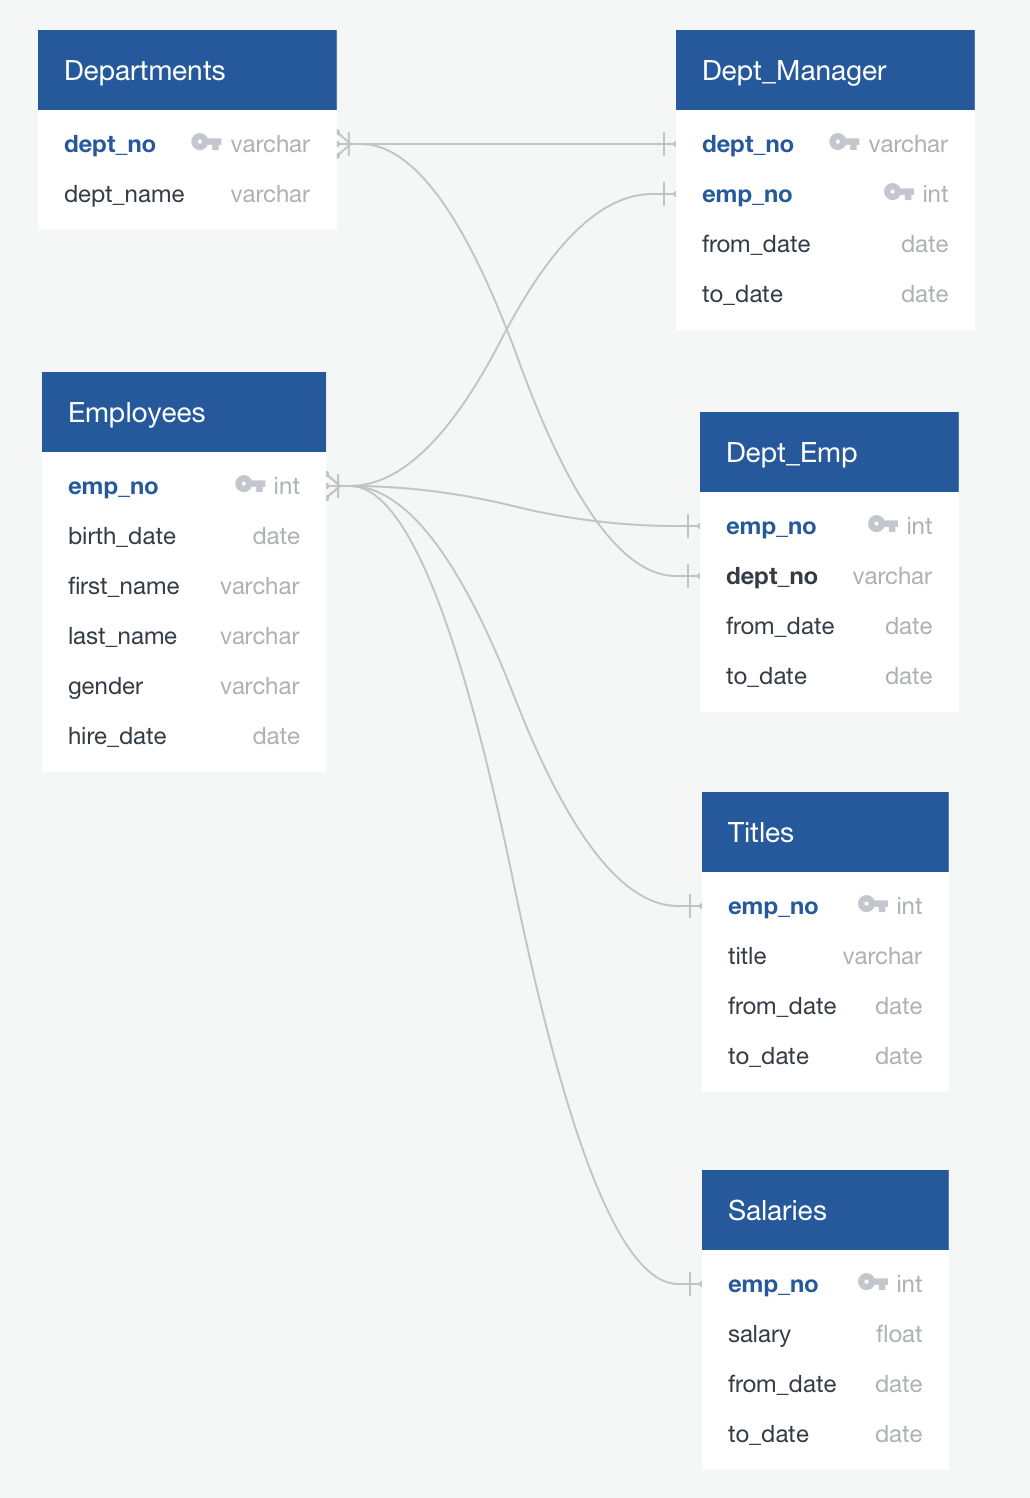 Departments
dept_no varchar
dept_name varchar
Dept_Manager
dept_no varchar
emp_no int
from_date date
to_date date
Employees
emp_no int
birth_date date
first_name varchar
last_name varchar
gender varchar
hire_date date
Dept_Emp
emp_no int
dept_no varchar
from_date date
to_date date
Titles
emp_no int
title varchar
from_date date
to_date date
Salaries
emp_no int
salary float
from_date date
to_date date